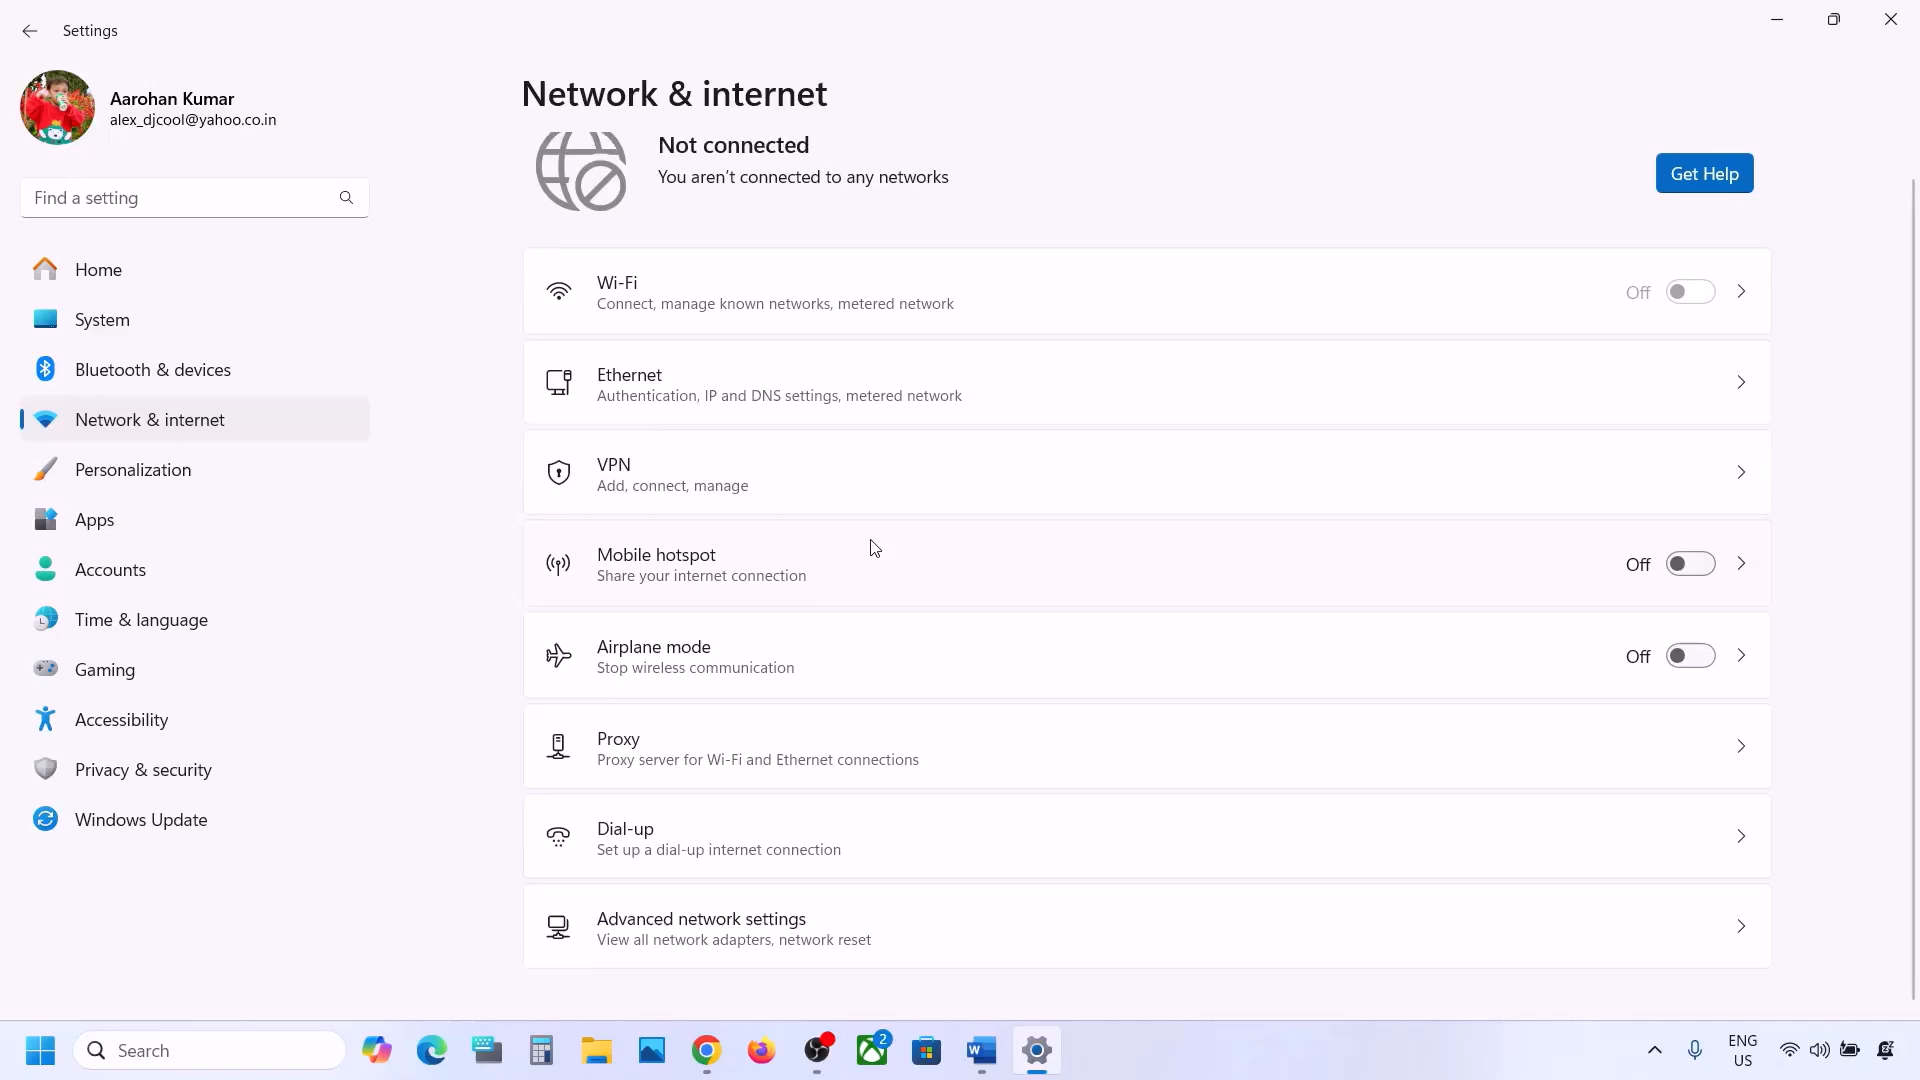 Settings
Aarohan Kumar
alex_djcool@yahoo.co.in
Find a setting
Home
System
Bluetooth & devices
Network & internet
Personalization
Apps
Accounts
Time & language
Gaming
Accessibility
Privacy & security
Windows Update
Network & internet
Not connected
You aren't connected to any networks
Get Help
Wi-Fi
Connect, manage known networks, metered network
Off
Ethernet
Authentication, IP and DNS settings, metered network
VPN
Add, connect, manage
Mobile hotspot
Share your internet connection
Off
Airplane mode
Stop wireless communication
Off
Proxy
Proxy server for Wi-Fi and Ethernet connections
Dial-up
Set up a dial-up internet connection
Advanced network settings
View all network adapters, network reset
Search
2
ENG
US